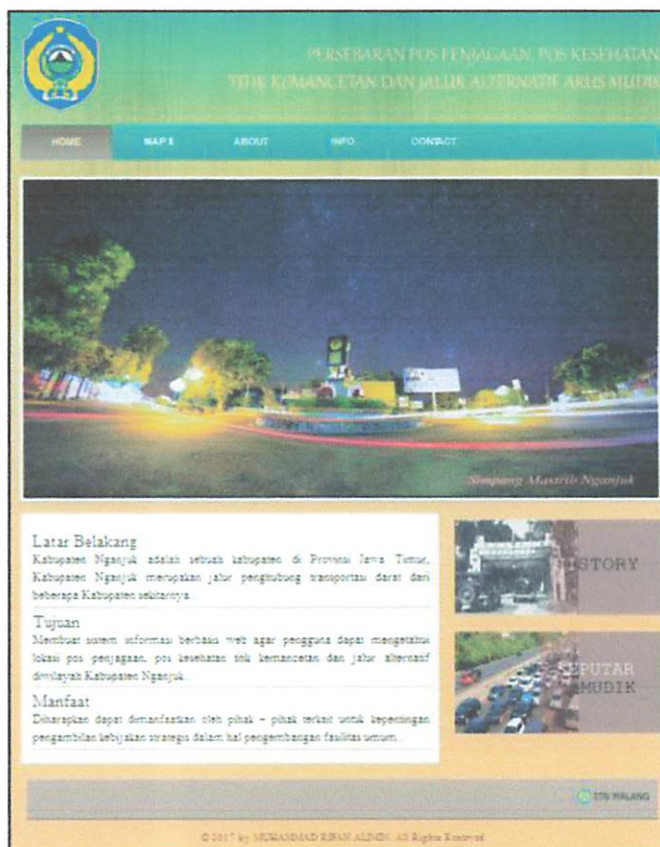 PERSEBARAN POS PENJAGAAN, POS KESEHATAN
TITIK KEMANCETAN DAN JALUR ALTERNATIF ARUS MUDIK
HOME MAPS ABOUT INFO CONTACT
Simpang Mastrib Nganjuk
Latar Belakang
Kabupaten Nganjuk adalah sebuah kabupaten di Provinsi Jawa Timur,
Kabupaten Nganjuk merupakan jalur penghubung transportasi darat dari
beberapa Kabupaten sekitarnya...
Tujuan
Membuat sistem informasi berbasis web agar pengguna dapat mengetahui
lokasi pos penjagaan, pos kesehatan titik kemancetan dan jalur alternatif
diwilayah Kabupaten Nganjuk...
Manfaat
Diharapkan dapat dimanfaatkan oleh pihak - pihak terkait untuk kepentingan
pengambilan kebijakan strategis dalam hal pengembangan fasilitas umum...
HISTORY
SEPUTAR
MUDIK
ITN MALANG
© 2017 by MUHAMMAD RIFAN ALIMIN. All Rights Reserved